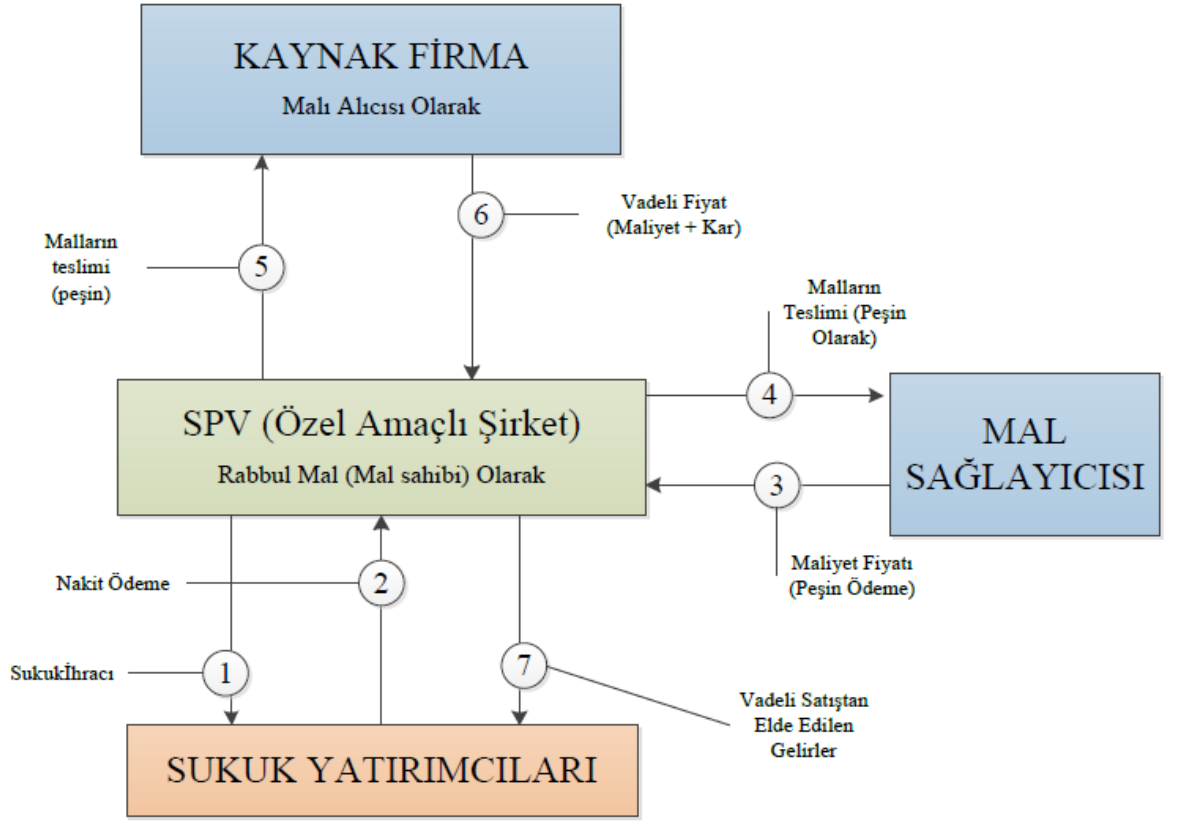 KAYNAK FİRMA
Malı Alıcısı Olarak
6
Vadeli Fiyat
(Maliyet + Kar)
Malların
teslimi
(peşin)
5
Malların
Teslimi (Peşin
Olarak)
4
SPV (Özel Amaçlı Şirket)
Rabbul Mal (Mal sahibi) Olarak
MAL
SAĞLAYICISI
3
Maliyet Fiyatı
(Peşin Ödeme)
Nakit Ödeme
2
Sukukİhracı
1
7
Vadeli Satıştan
Elde Edilen
Gelirler
SUKUK YATIRIMCILARI